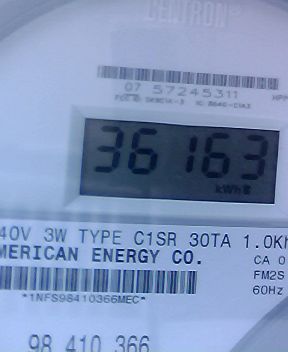 CENTRON®
07 57245311
36163
kWh
40V 3W TYPE C1SR 30TA 1.0Kh
MERICAN ENERGY CO.
CA 0
FM2S
60Hz
*1NFS98410366MEC*
98 410 366